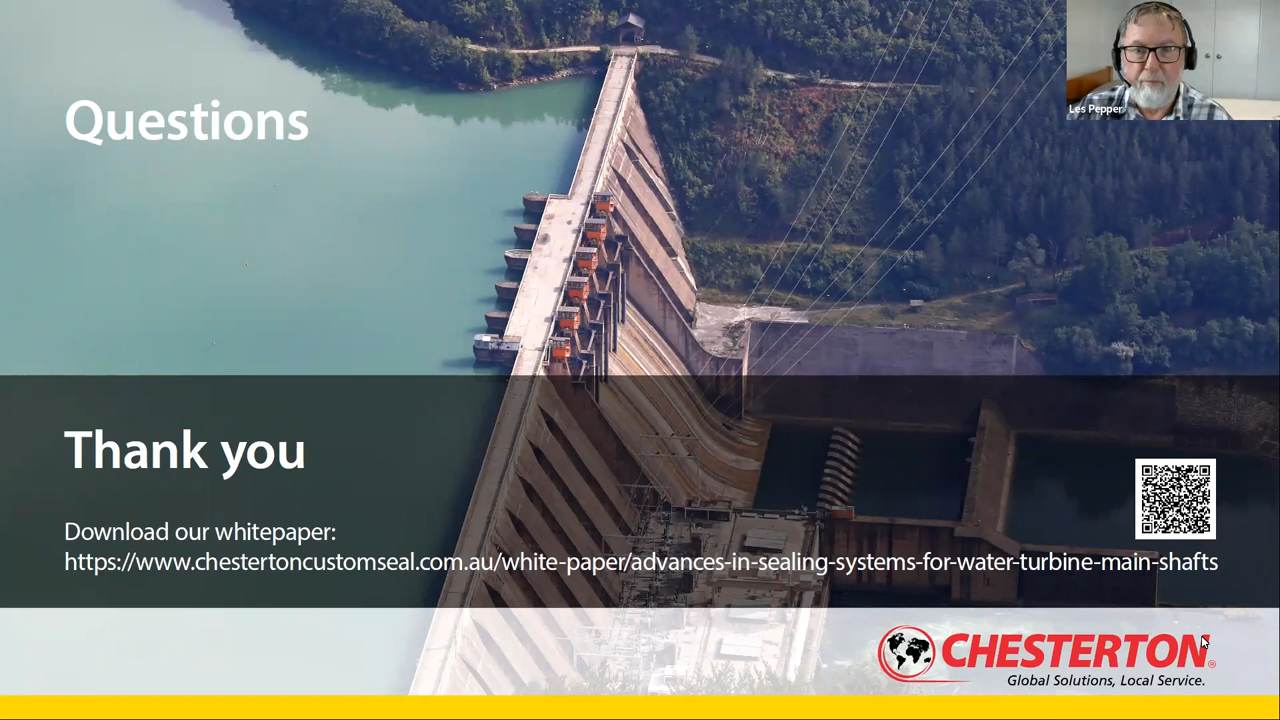 Les Pepper
Questions
Thank you
Download our whitepaper:
https://www.chestertoncustomseal.com.au/white-paper/advances-in-sealing-systems-for-water-turbine-main-shafts
CHESTERTON®
Global Solutions, Local Service.